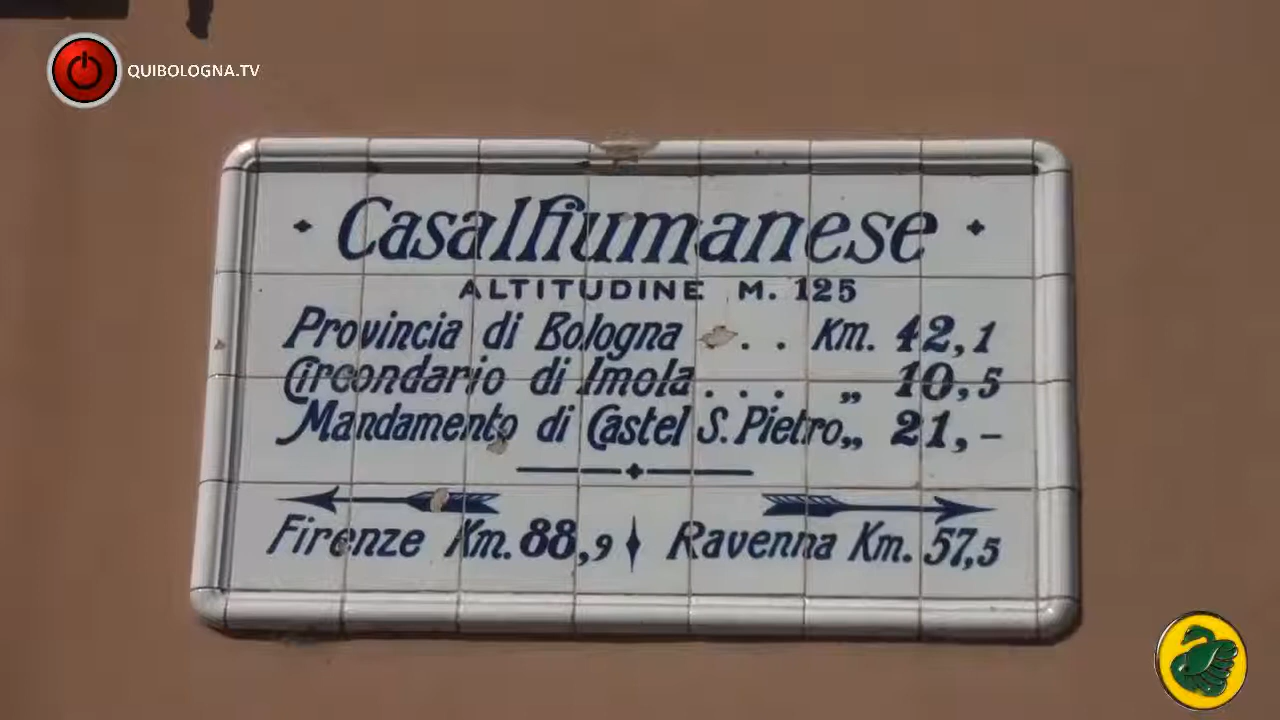 QUIBOLOGNA.TV
Casalfiumanese
ALTITUDINE M. 125
Provincia di Bologna . . Km. 42,1
Circondario di Imola . . . „ 10,5
Mandamento di Castel S. Pietro „ 21,-
Firenze Km. 88,9 Ravenna Km. 57,5